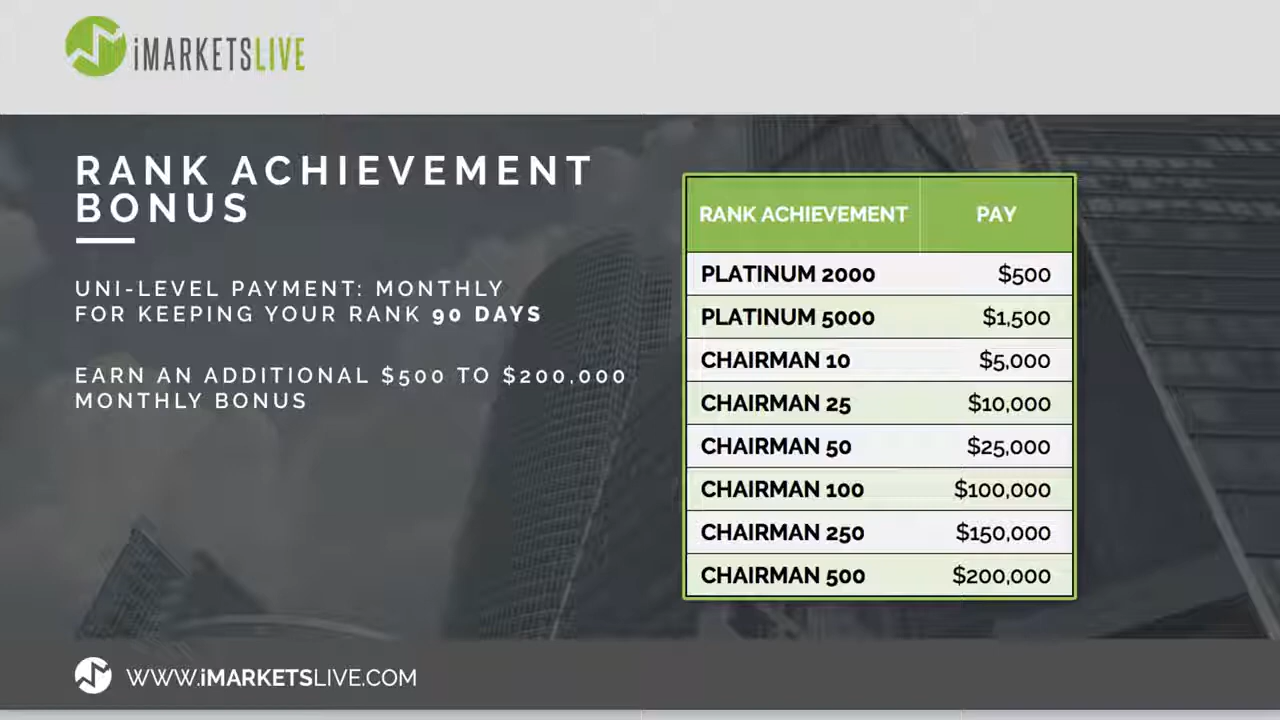 iMARKETSLIVE
RANK ACHIEVEMENT
BONUS
UNI-LEVEL PAYMENT: MONTHLY
FOR KEEPING YOUR RANK 90 DAYS
EARN AN ADDITIONAL $500 TO $200,000
MONTHLY BONUS
RANK ACHIEVEMENT PAY
PLATINUM 2000 $500
PLATINUM 5000 $1,500
CHAIRMAN 10 $5,000
CHAIRMAN 25 $10,000
CHAIRMAN 50 $25,000
CHAIRMAN 100 $100,000
CHAIRMAN 250 $150,000
CHAIRMAN 500 $200,000
WWW.iMARKETSLIVE.COM